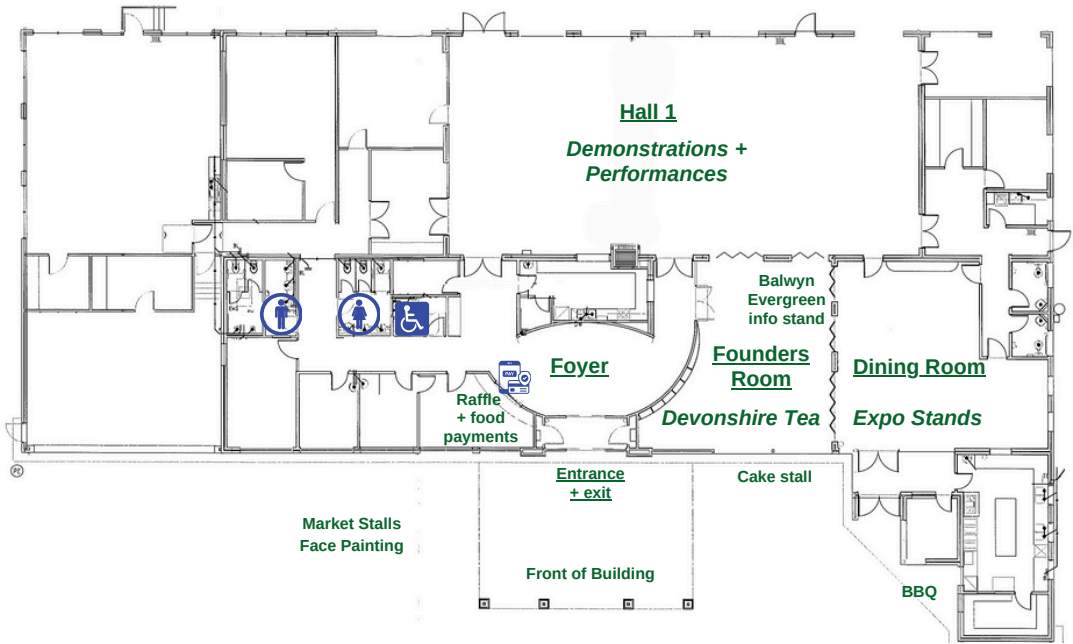 Hall 1
Demonstrations +
Performances
Balwyn
Evergreen
info stand
PAY
Foyer
Founders
Room
Dining Room
Raffle
+ food
payments
Devonshire Tea
Expo Stands
Entrance
+ exit
Cake stall
Market Stalls
Face Painting
Front of Building
BBQ